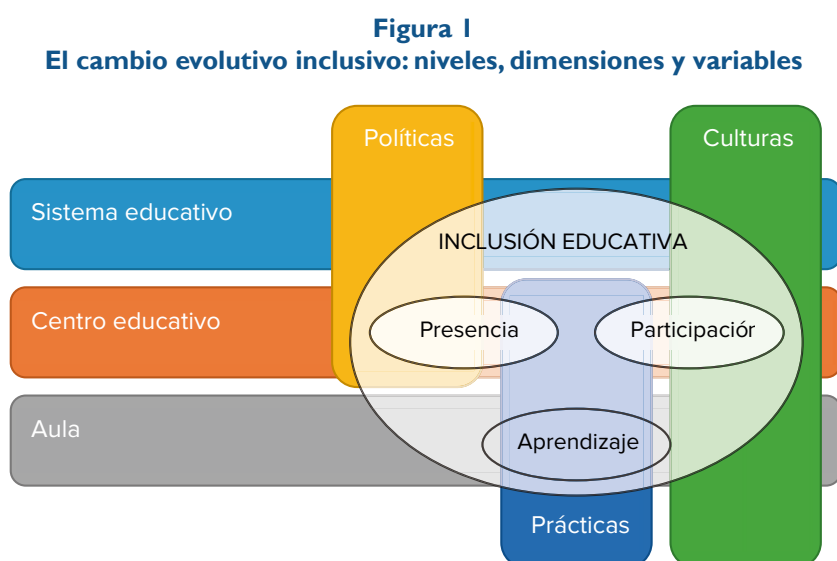 Figura 1
El cambio evolutivo inclusivo: niveles, dimensiones y variables
Políticas
Culturas
Sistema educativo
INCLUSIÓN EDUCATIVA
Centro educativo
Presencia
Participaciór
Aula
Aprendizaje
Prácticas